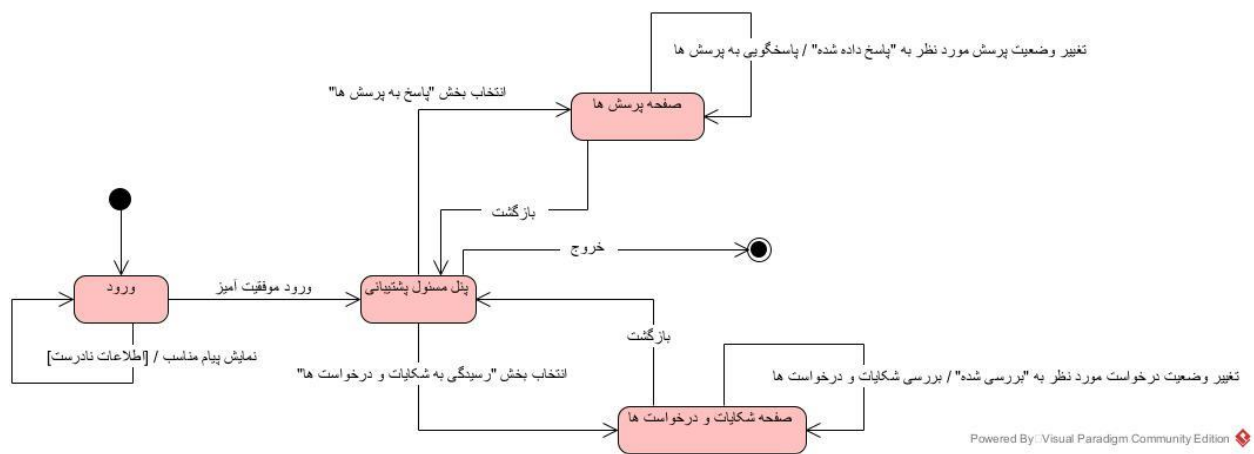 تغییر وضعیت پرسش مورد نظر به "پاسخ داده شده" / پاسخگویی به پرسش ها
انتخاب بخش "پاسخ به پرسش ها"
صفحه پرسش ها
بازگشت
خروج
ورود
ورود موفقیت آمیز
پنل مسئول پشتیبانی
بازگشت
نمایش پیام مناسب / [اطلاعات نادرست]
انتخاب بخش "رسیدگی به شکایات و درخواست ها"
تغییر وضعیت درخواست مورد نظر به "بررسی شده" / بررسی شکایات و درخواست ها
صفحه شکایات و درخواست ها
Powered By Visual Paradigm Community Edition